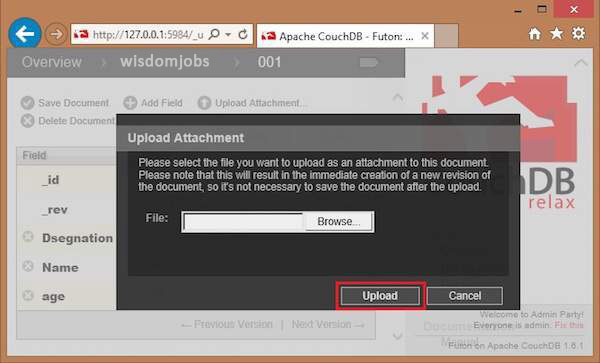 http://127.0.0.1:5984/_u
Apache CouchDB - Futon: ...
Overview
wisdomjobs
001
Save Document
Add Field
Upload Attachment...
Delete Document
Upload Attachment
Please select the file you want to upload as an attachment to this document.
Please note that this will result in the immediate creation of a new revision of
the document, so it's not necessary to save the document after the upload.
File:
Browse...
Upload
Cancel
Field
_id
_rev
Dsegnation
Name
age
← Previous Version | Next Version →
CouchDB
relax
Welcome to Admin Party!
Everyone is admin. Fix this
Futon on Apache CouchDB 1.6.1